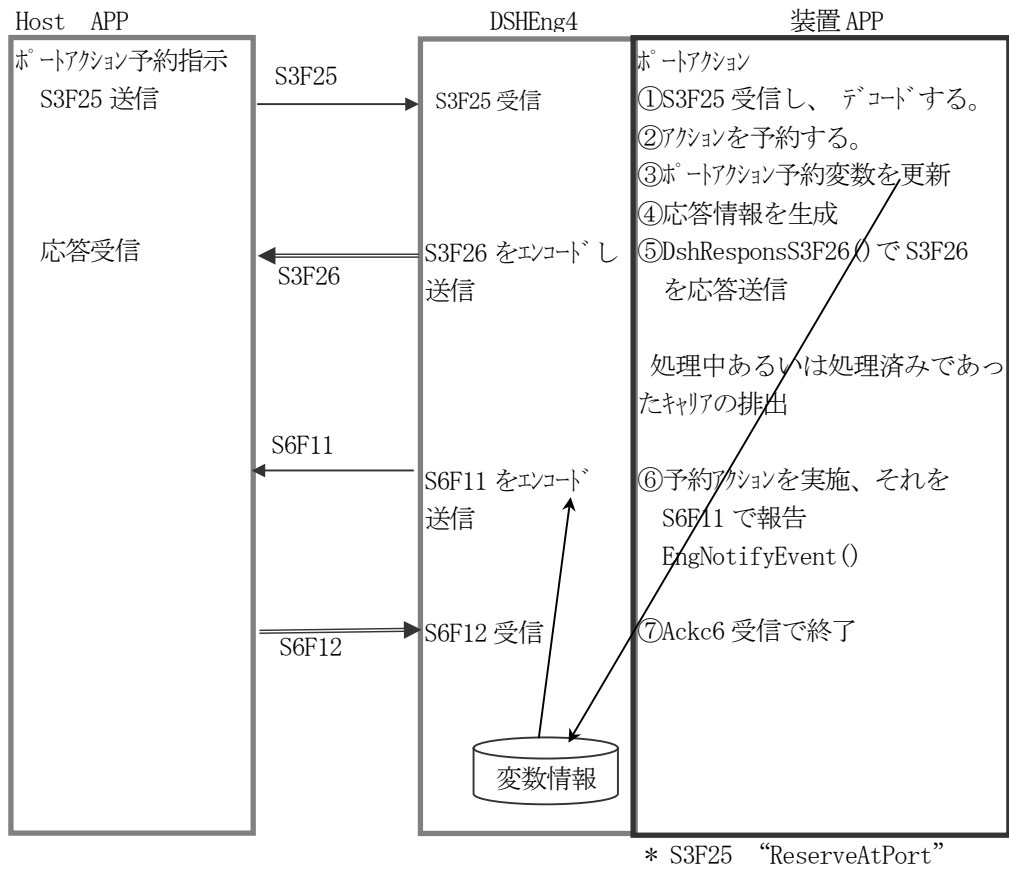 Host APP
DSHEng4
装置 APP
ﾎﾟｰﾄｱｸｼｮﾝ予約指示
S3F25 送信
S3F25
S3F25 受信
ﾎﾟｰﾄｱｸｼｮﾝ
①S3F25 受信し、 ﾃﾞｺｰﾄﾞする。
②ｱｸｼｮﾝを予約する。
③ﾎﾟｰﾄｱｸｼｮﾝ予約変数を更新
④応答情報を生成
応答受信
S3F26
S3F26 をｴﾝｺｰﾄﾞし
送信
⑤DshResponsS3F26()で S3F26
を応答送信
処理中あるいは処理済みであっ
たｷｬﾘｱの排出
S6F11
S6F11 をｴﾝｺｰﾄﾞ
送信
⑥予約ｱｸｼｮﾝを実施、それを
S6F11 で報告
EngNotifyEvent()
S6F12
S6F12 受信
⑦Ackc6 受信で終了
変数情報
* S3F25 “ReserveAtPort”